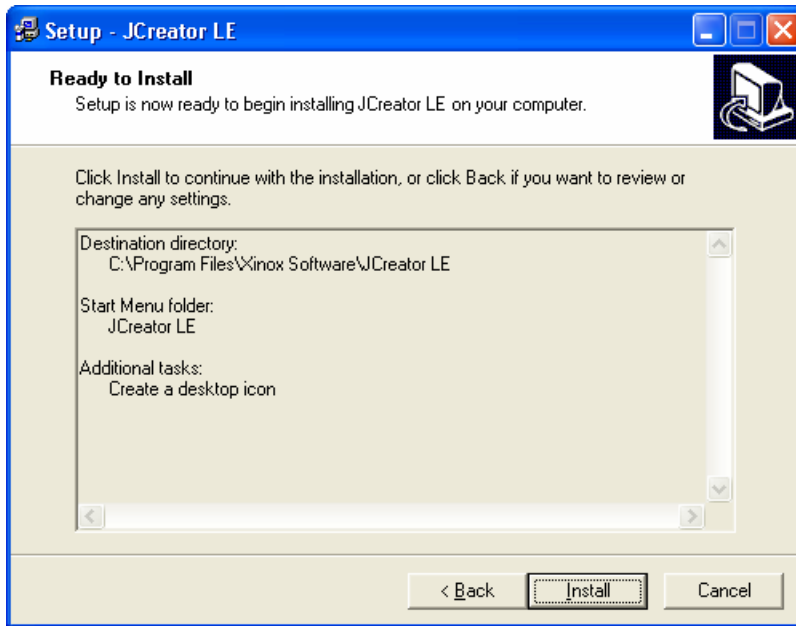 Setup - JCreator LE
Ready to Install
Setup is now ready to begin installing JCreator LE on your computer.
Click Install to continue with the installation, or click Back if you want to review or
change any settings.
Destination directory:
C:\Program Files\Xinox Software\JCreator LE
Start Menu folder:
JCreator LE
Additional tasks:
Create a desktop icon
< Back
Install
Cancel